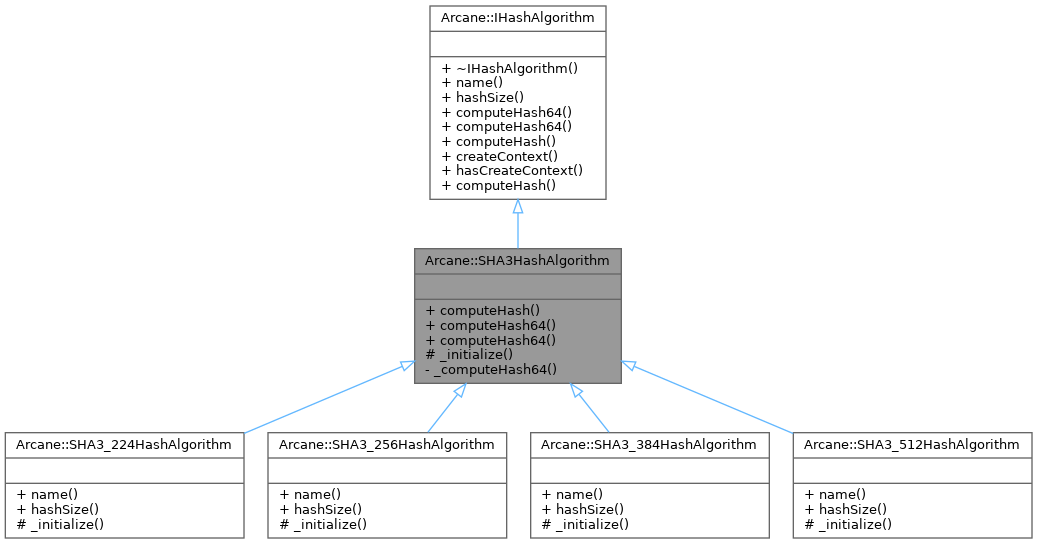 Arcane::IHashAlgorithm
+ ~IHashAlgorithm()
+ name()
+ hashSize()
+ computeHash64()
+ computeHash64()
+ computeHash()
+ createContext()
+ hasCreateContext()
+ computeHash()
Arcane::SHA3HashAlgorithm
+ computeHash()
+ computeHash64()
+ computeHash64()
# _initialize()
- _computeHash64()
Arcane::SHA3_224HashAlgorithm
+ name()
+ hashSize()
# _initialize()
Arcane::SHA3_256HashAlgorithm
+ name()
+ hashSize()
# _initialize()
Arcane::SHA3_384HashAlgorithm
+ name()
+ hashSize()
# _initialize()
Arcane::SHA3_512HashAlgorithm
+ name()
+ hashSize()
# _initialize()